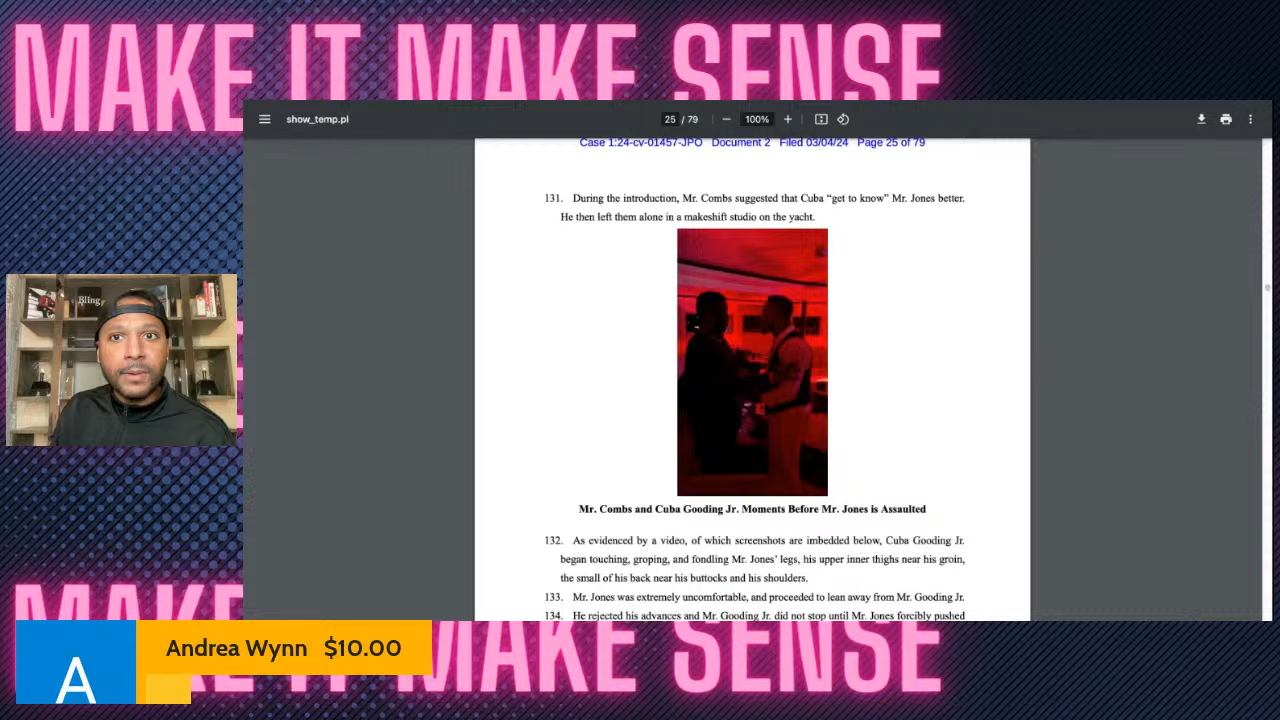 MAKE IT MAKE SENSE
show_temp.pl
25 / 79
100%
Case 1:24-cv-01457-JPO Document 2 Filed 03/04/24 Page 25 of 79
131. During the introduction, Mr. Combs suggested that Cuba “get to know” Mr. Jones better.
He then left them alone in a makeshift studio on the yacht.
Bling
Mr. Combs and Cuba Gooding Jr. Moments Before Mr. Jones is Assaulted
132. As evidenced by a video, of which screenshots are imbedded below, Cuba Gooding Jr.
began touching, groping, and fondling Mr. Jones’ legs, his upper inner thighs near his groin,
the small of his back near his buttocks and his shoulders.
133. Mr. Jones was extremely uncomfortable, and proceeded to lean away from Mr. Gooding Jr.
134. He rejected his advances and Mr. Gooding Jr. did not stop until Mr. Jones forcibly pushed
MAKE IT MAKE SENSE
A
Andrea Wynn $10.00